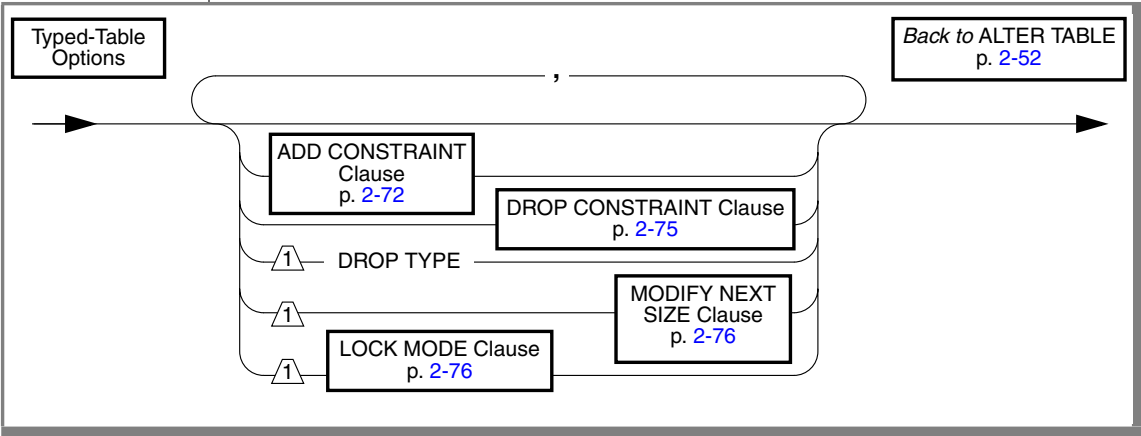 Typed-Table
Options
Back to ALTER TABLE
p. 2-52
,
ADD CONSTRAINT
Clause
p. 2-72
DROP CONSTRAINT Clause
p. 2-75
1 DROP TYPE
1
MODIFY NEXT
SIZE Clause
p. 2-76
1
LOCK MODE Clause
p. 2-76